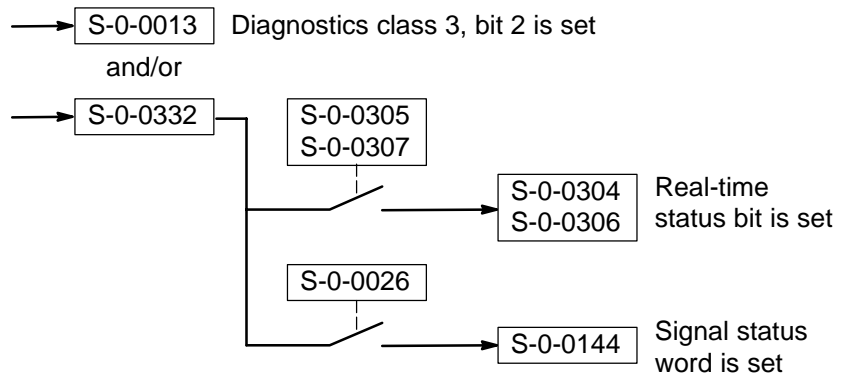 S-0-0013 Diagnostics class 3, bit 2 is set
and/or
S-0-0332
S-0-0305
S-0-0307
S-0-0304
S-0-0306
Real-time
status bit is set
S-0-0026
S-0-0144
Signal status
word is set